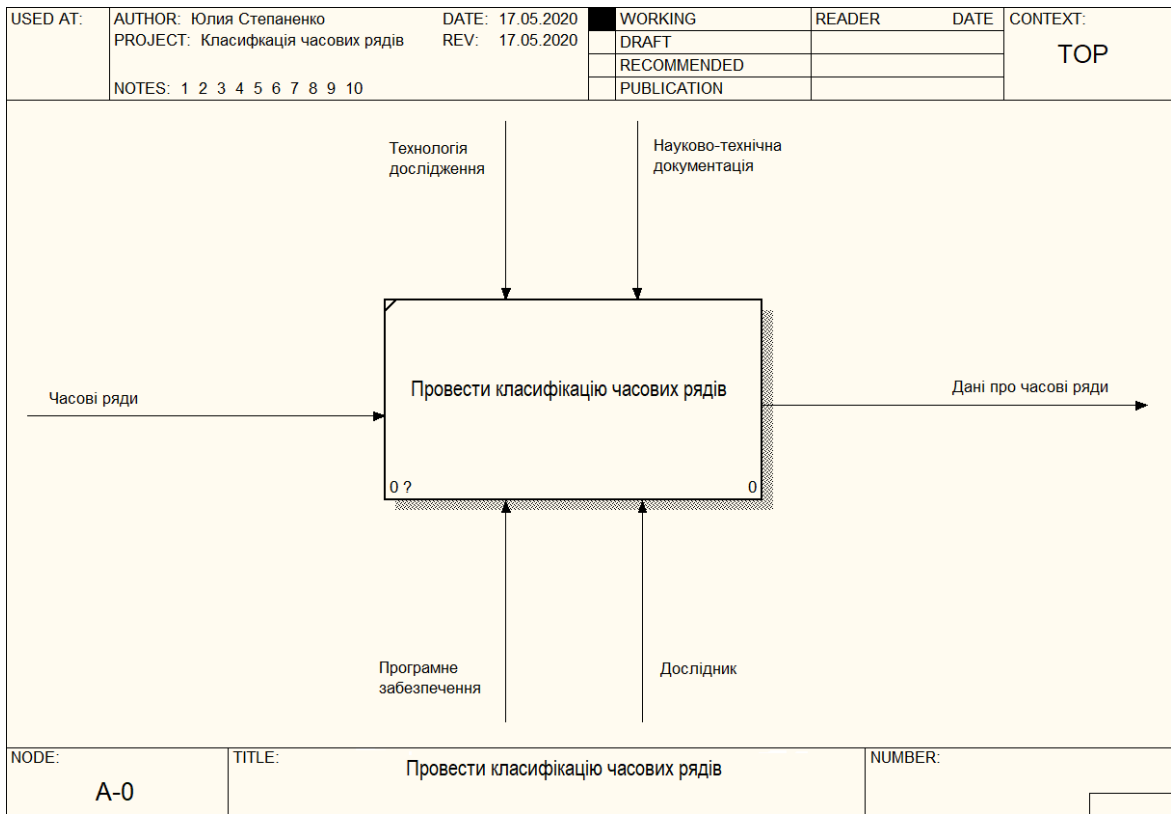 USED AT:
AUTHOR: Юлия Степаненко
DATE: 17.05.2020
PROJECT: Класифкація часових рядів
REV: 17.05.2020
NOTES: 1 2 3 4 5 6 7 8 9 10
WORKING
DRAFT
RECOMMENDED
PUBLICATION
READER DATE
CONTEXT:
TOP
Технологія
дослідження
Науково-технічна
документація
Часові ряди
Провести класифікацію часових рядів
0 ?
0
Дані про часові ряди
Програмне
забезпечення
Дослідник
NODE:
A-0
TITLE:
Провести класифікацію часових рядів
NUMBER: